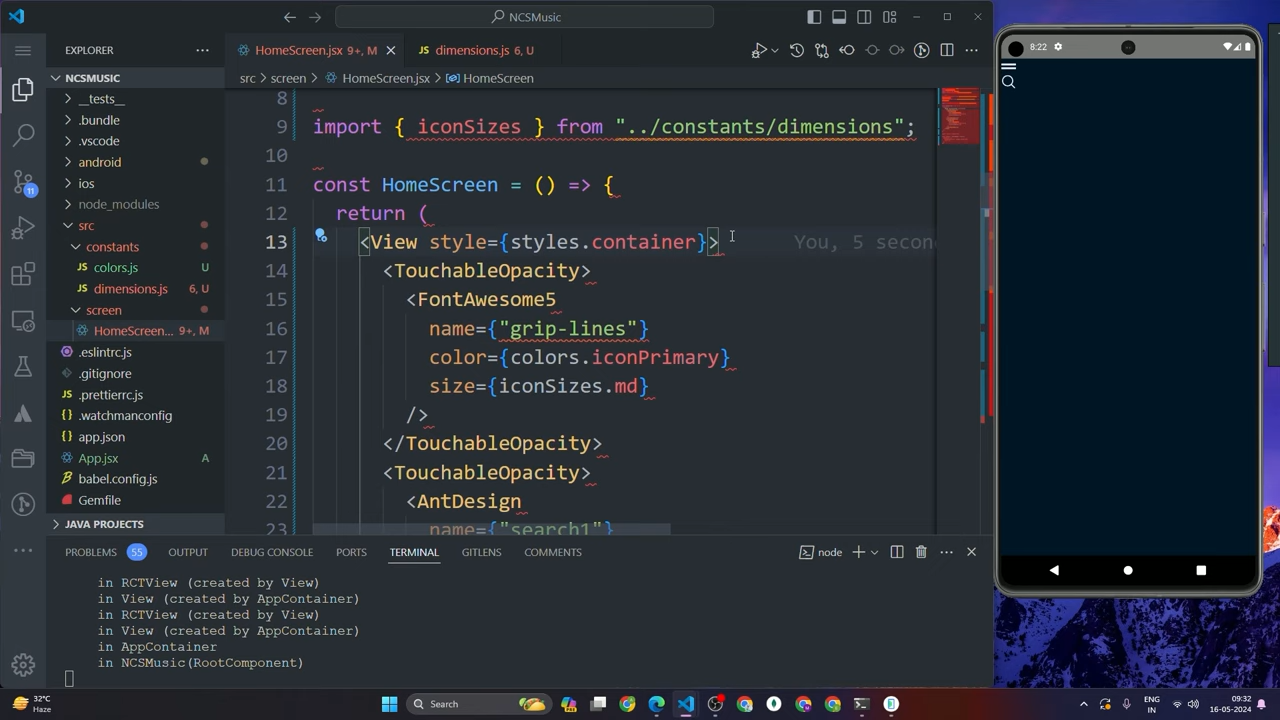 NCSMusic
EXPLORER
HomeScreen.jsx 9+, M
dimensions.js 6, U
NCSMUSIC
src > screen > HomeScreen.jsx > HomeScreen
__tests__
.bundle
.vscode
android
ios
node_modules
src
constants
colors.js U
dimensions.js 6, U
screen
HomeScreen... 9+, M
.eslintrc.js
.gitignore
.prettierrc.js
.watchmanconfig
app.json
App.jsx A
babel.config.js
Gemfile
JAVA PROJECTS
11
8
9 import { iconSizes } from "../constants/dimensions";
10
11 const HomeScreen = () => {
12 return (
13 <View style={styles.container}> You, 5 secon
14 <TouchableOpacity>
15 <FontAwesome5
16 name={"grip-lines"}
17 color={colors.iconPrimary}
18 size={iconSizes.md}
19 />
20 </TouchableOpacity>
21 <TouchableOpacity>
22 <AntDesign
23 name={"search1"}
PROBLEMS 55 OUTPUT DEBUG CONSOLE PORTS TERMINAL GITLENS COMMENTS
node
in RCTView (created by View)
in View (created by AppContainer)
in RCTView (created by View)
in View (created by AppContainer)
in AppContainer
in NCSMusic(RootComponent)
8:22
32°C
Haze
Search
ENG
IN
09:32
16-05-2024